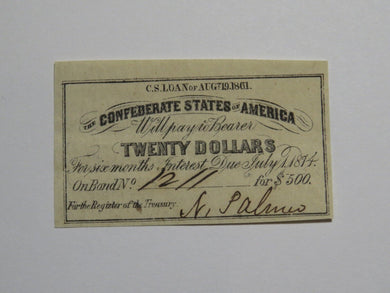 C.S. LOAN OF AUG. 19. 1861.
THE CONFEDERATE STATES OF AMERICA
Will pay to Bearer
TWENTY DOLLARS
For six months, Interest Due July 1, 1874.
On Bond No. 1211 for $500.
For the Register of the Treasury.